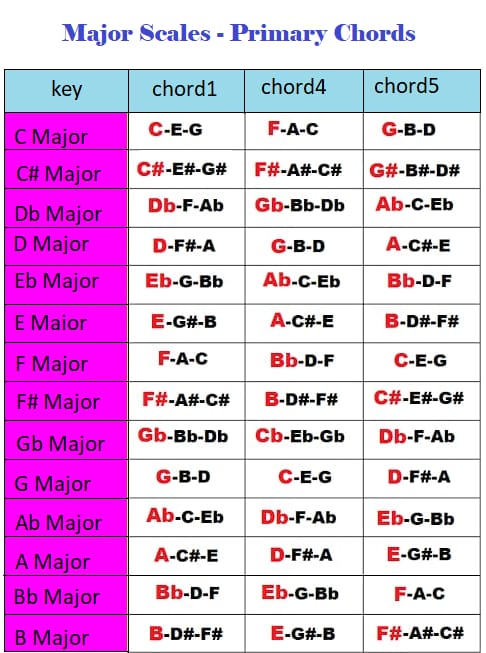 Major Scales - Primary Chords
key chord1 chord4 chord5
C Major C-E-G F-A-C G-B-D
C# Major C#-E#-G# F#-A#-C# G#-B#-D#
Db Major Db-F-Ab Gb-Bb-Db Ab-C-Eb
D Major D-F#-A G-B-D A-C#-E
Eb Major Eb-G-Bb Ab-C-Eb Bb-D-F
E Maior E-G#-B A-C#-E B-D#-F#
F Major F-A-C Bb-D-F C-E-G
F# Major F#-A#-C# B-D#-F# C#-E#-G#
Gb Major Gb-Bb-Db Cb-Eb-Gb Db-F-Ab
G Major G-B-D C-E-G D-F#-A
Ab Major Ab-C-Eb Db-F-Ab Eb-G-Bb
A Major A-C#-E D-F#-A E-G#-B
Bb Major Bb-D-F Eb-G-Bb F-A-C
B Major B-D#-F# E-G#-B F#-A#-C#